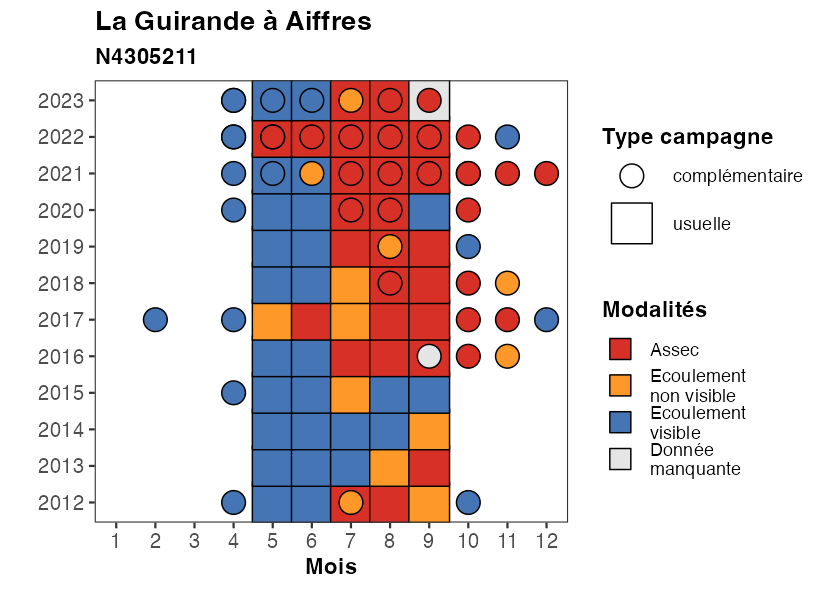 La Guirande à Aiffres
N4305211
2023
2022
2021
2020
2019
2018
2017
2016
2015
2014
2013
2012
1 2 3 4 5 6 7 8 9 10 11 12
Mois
Type campagne
complémentaire
usuelle
Modalités
Assec
Ecoulement
non visible
Ecoulement
visible
Donnée
manquante